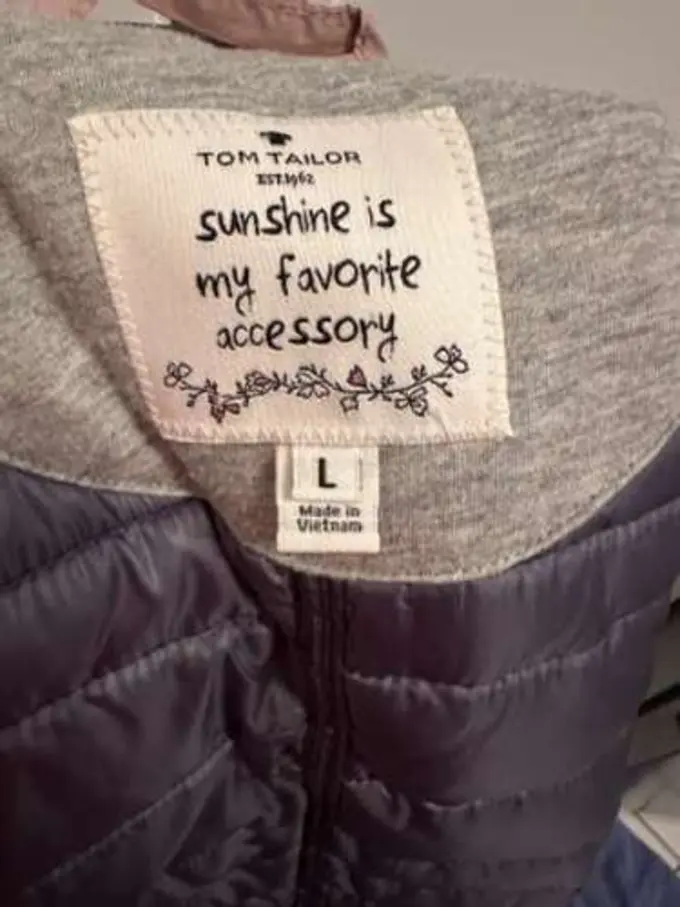 TOM TAILOR
EST.1962
sunshine is
my favorite
accessory
L
Made in
Vietnam